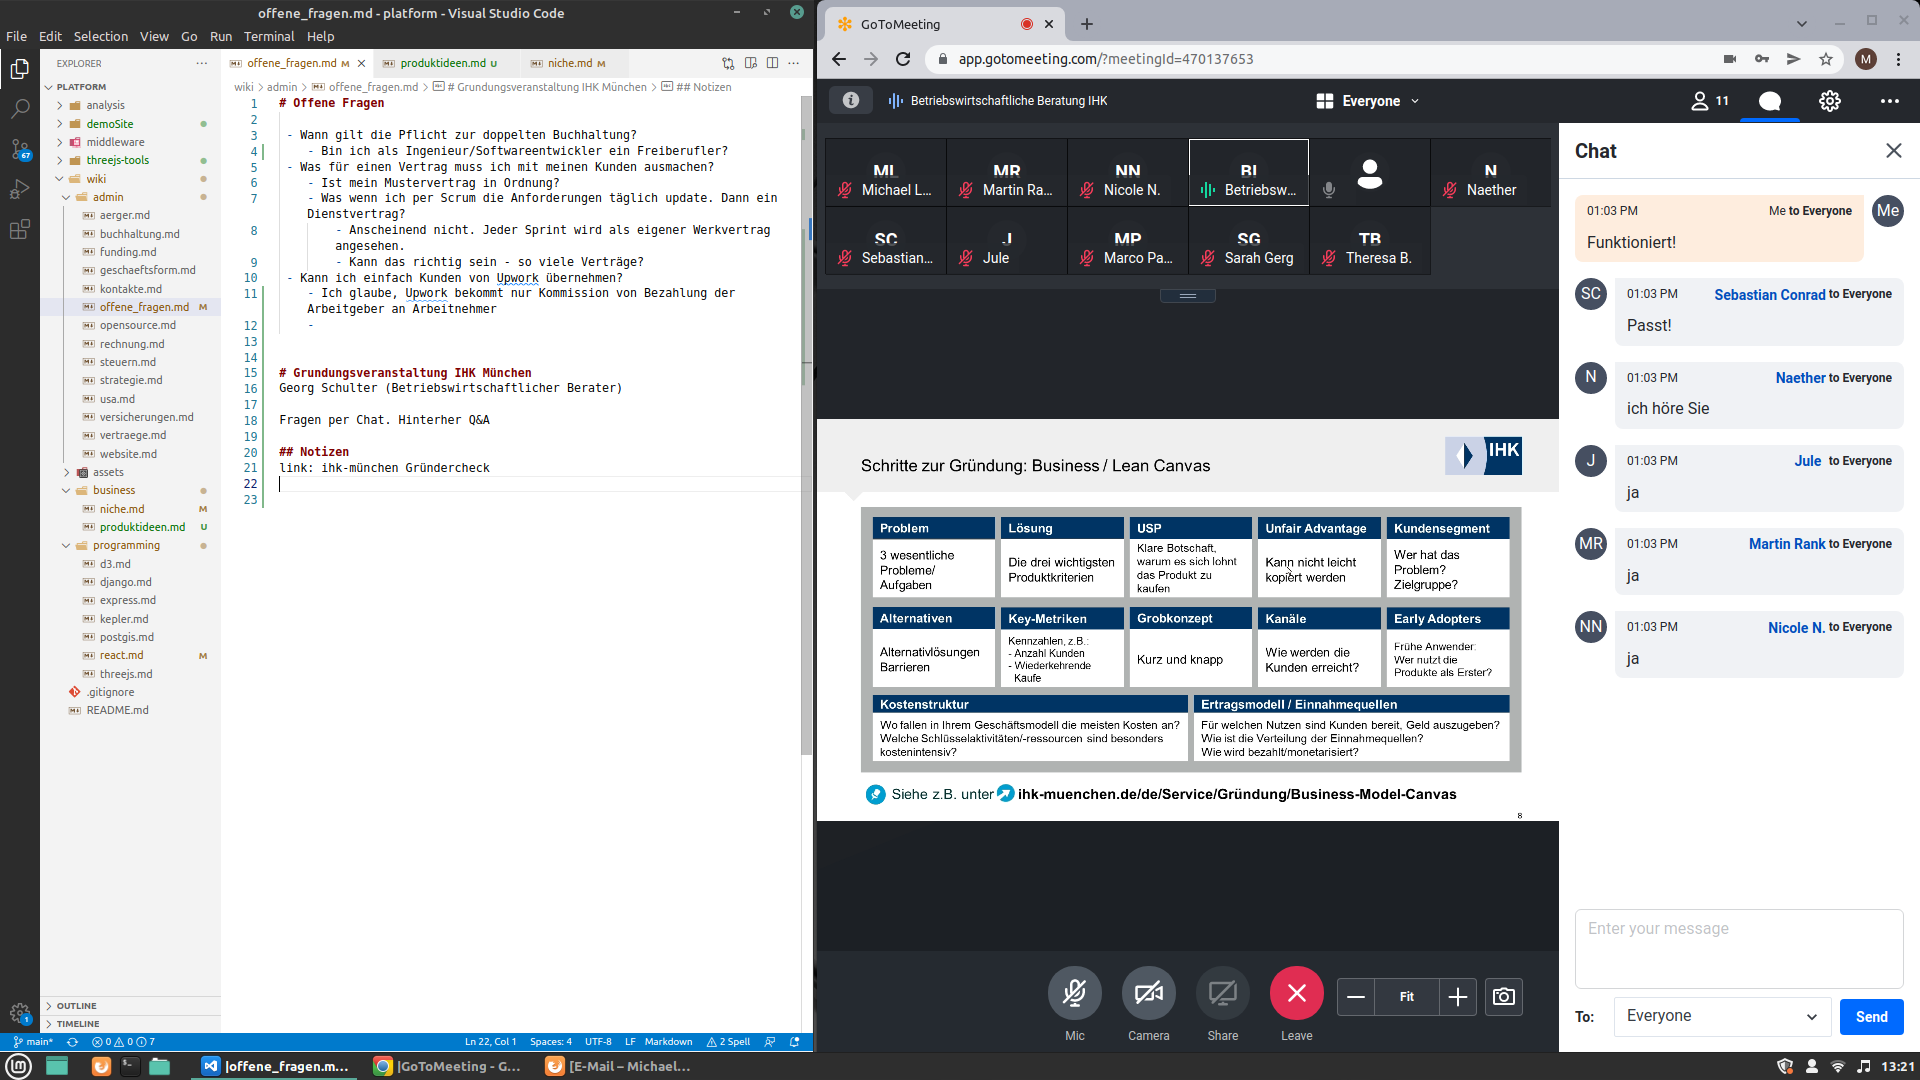 offene_fragen.md - platform - Visual Studio Code
File Edit Selection View Go Run Terminal Help
EXPLORER
PLATFORM
analysis
demoSite
middleware
threejs-tools
wiki
admin
aerger.md
buchhaltung.md
funding.md
geschaeftsform.md
kontakte.md
offene_fragen.md M
opensource.md
rechnung.md
steuern.md
strategie.md
usa.md
versicherungen.md
vertraege.md
website.md
assets
business
niche.md M
produktideen.md U
programming
d3.md
django.md
express.md
kepler.md
postgis.md
react.md M
threejs.md
.gitignore
README.md
OUTLINE
TIMELINE
67
1
offene_fragen.md M
produktideen.md U
niche.md M
wiki > admin > offene_fragen.md > # Grundungsveranstaltung IHK München > ## Notizen
1 # Offene Fragen
2
3 - Wann gilt die Pflicht zur doppelten Buchhaltung?
4 - Bin ich als Ingenieur/Softwareentwickler ein Freiberufler?
5 - Was für einen Vertrag muss ich mit meinen Kunden ausmachen?
6 - Ist mein Mustervertrag in Ordnung?
7 - Was wenn ich per Scrum die Anforderungen täglich update. Dann ein
Dienstvertrag?
8 - Anscheinend nicht. Jeder Sprint wird als eigener Werkvertrag
angesehen.
9 - Kann das richtig sein - so viele Verträge?
10 - Kann ich einfach Kunden von Upwork übernehmen?
11 - Ich glaube, Upwork bekommt nur Kommission von Bezahlung der
Arbeitgeber an Arbeitnehmer
12 -
13
14
15 # Grundungsveranstaltung IHK München
16 Georg Schulter (Betriebswirtschaftlicher Berater)
17
18 Fragen per Chat. Hinterher Q&A
19
20 ## Notizen
21 link: ihk-münchen Gründercheck
22
23
main* 0 0 7
Ln 22, Col 1 Spaces: 4 UTF-8 LF Markdown 2 Spell
GoToMeeting
app.gotomeeting.com/?meetingId=470137653
M
Betriebswirtschaftliche Beratung IHK
Everyone
11
ML
Michael L...
MR
Martin Ra...
NN
Nicole N.
BI
Betriebsw...
N
Naether
SC
Sebastian...
J
Jule
MP
Marco Pa...
SG
Sarah Gerg
TB
Theresa B.
Schritte zur Gründung: Business / Lean Canvas
IHK
Problem
3 wesentliche
Probleme/
Aufgaben
Lösung
Die drei wichtigsten
Produktkriterien
USP
Klare Botschaft,
warum es sich lohnt
das Produkt zu
kaufen
Unfair Advantage
Kann nicht leicht
kopiert werden
Kundensegment
Wer hat das
Problem?
Zielgruppe?
Alternativen
Alternativlösungen
Barrieren
Key-Metriken
Kennzahlen, z.B.:
- Anzahl Kunden
- Wiederkehrende
Kaufe
Grobkonzept
Kurz und knapp
Kanäle
Wie werden die
Kunden erreicht?
Early Adopters
Frühe Anwender:
Wer nutzt die
Produkte als Erster?
Kostenstruktur
Wo fallen in Ihrem Geschäftsmodell die meisten Kosten an?
Welche Schlüsselaktivitäten/-ressourcen sind besonders
kostenintensiv?
Ertragsmodell / Einnahmequellen
Für welchen Nutzen sind Kunden bereit, Geld auszugeben?
Wie ist die Verteilung der Einnahmequellen?
Wie wird bezahlt/monetarisiert?
Siehe z.B. unter ihk-muenchen.de/de/Service/Gründung/Business-Model-Canvas
8
Mic
Camera
Share
Leave
Fit
Chat
01:03 PM Me to Everyone
Funktioniert!
Me
SC
01:03 PM Sebastian Conrad to Everyone
Passt!
N
01:03 PM Naether to Everyone
ich höre Sie
J
01:03 PM Jule to Everyone
ja
MR
01:03 PM Martin Rank to Everyone
ja
NN
01:03 PM Nicole N. to Everyone
ja
Enter your message
To: Everyone
Send
|offene_fragen.m...
|GoToMeeting - G...
[E-Mail – Michael...
13:21